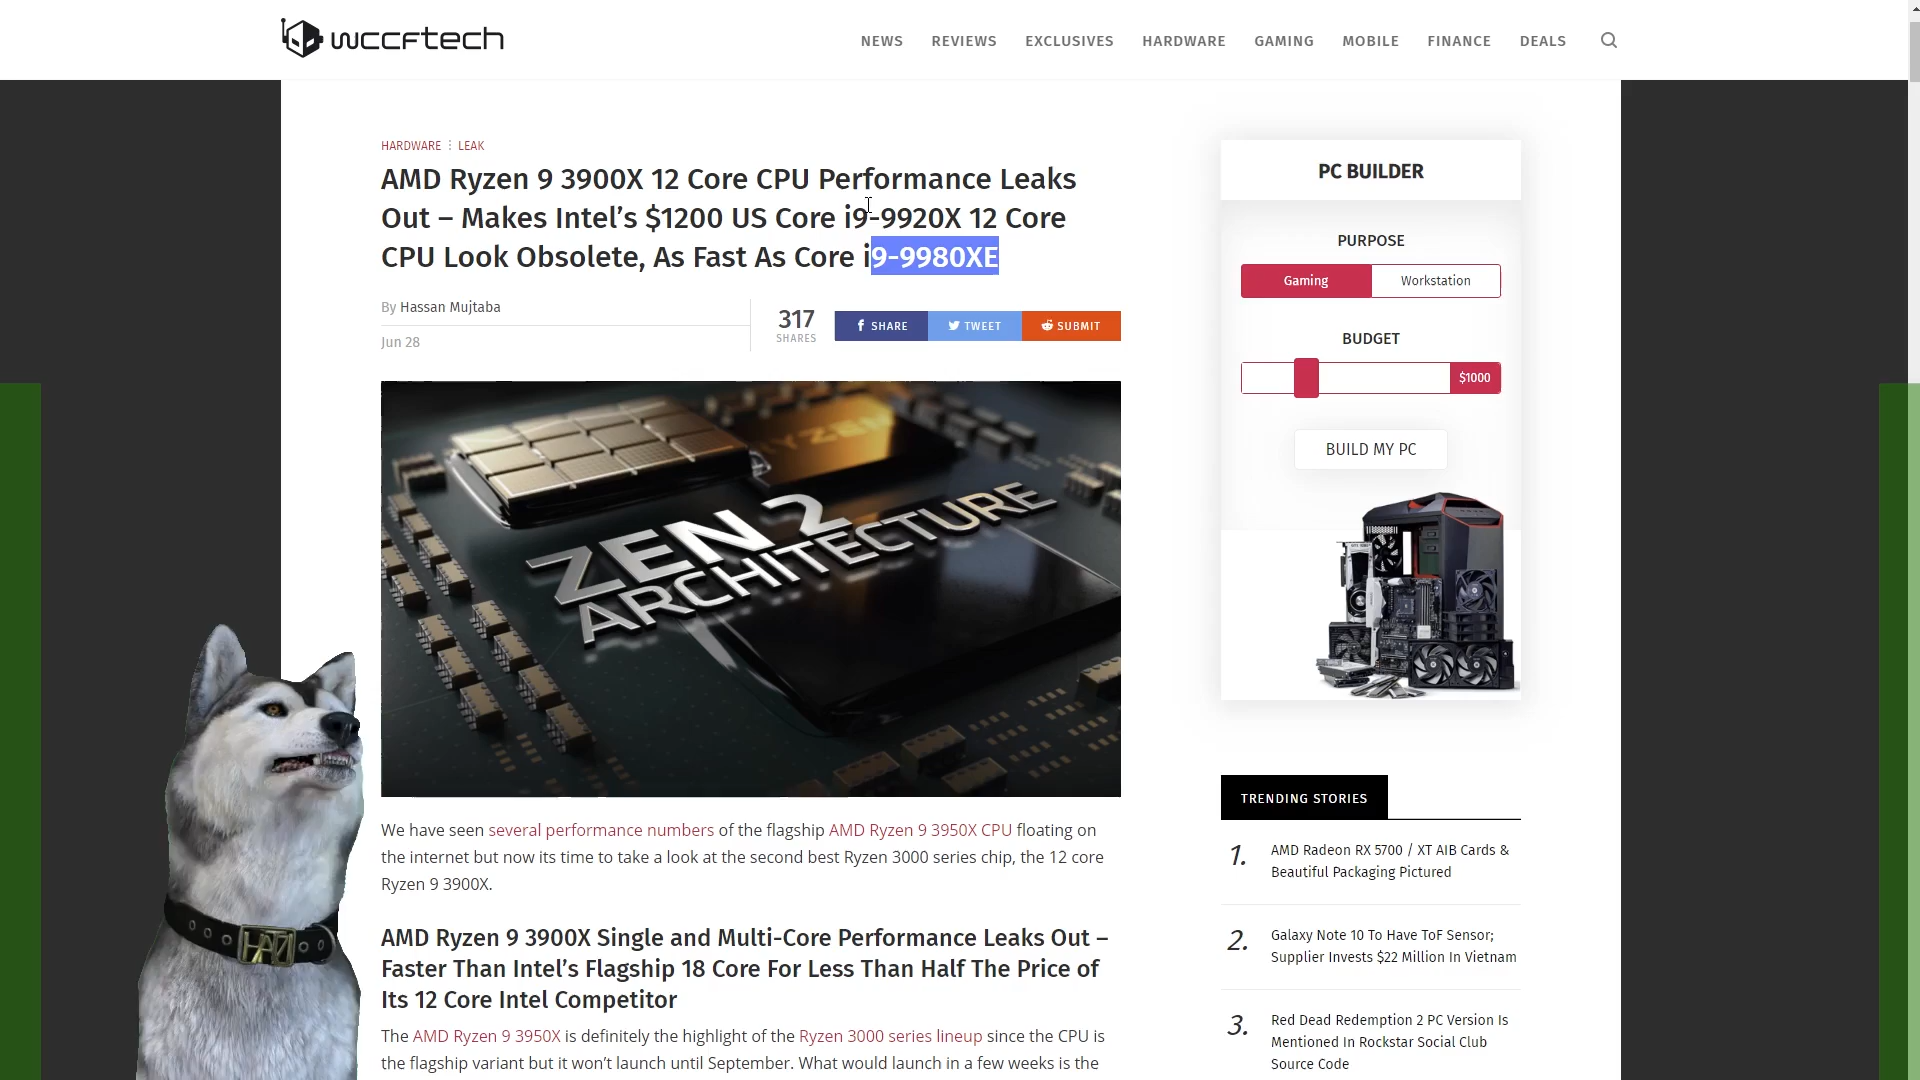 wccftech
NEWS REVIEWS EXCLUSIVES HARDWARE GAMING MOBILE FINANCE DEALS
HARDWARE ⋮ LEAK
AMD Ryzen 9 3900X 12 Core CPU Performance Leaks
Out – Makes Intel’s $1200 US Core i9-9920X 12 Core
CPU Look Obsolete, As Fast As Core i9-9980XE
By Hassan Mujtaba
Jun 28
317
SHARES
SHARE
TWEET
SUBMIT
RYZEN
ZEN 2
ARCHITECTURE
We have seen several performance numbers of the flagship AMD Ryzen 9 3950X CPU floating on
the internet but now its time to take a look at the second best Ryzen 3000 series chip, the 12 core
Ryzen 9 3900X.
AMD Ryzen 9 3900X Single and Multi-Core Performance Leaks Out –
Faster Than Intel’s Flagship 18 Core For Less Than Half The Price of
Its 12 Core Intel Competitor
The AMD Ryzen 9 3950X is definitely the highlight of the Ryzen 3000 series lineup since the CPU is
the flagship variant but it won’t launch until September. What would launch in a few weeks is the
PC BUILDER
PURPOSE
Gaming
Workstation
BUDGET
$1000
BUILD MY PC
TRENDING STORIES
1.
AMD Radeon RX 5700 / XT AIB Cards &
Beautiful Packaging Pictured
2.
Galaxy Note 10 To Have ToF Sensor;
Supplier Invests $22 Million In Vietnam
3.
Red Dead Redemption 2 PC Version Is
Mentioned In Rockstar Social Club
Source Code